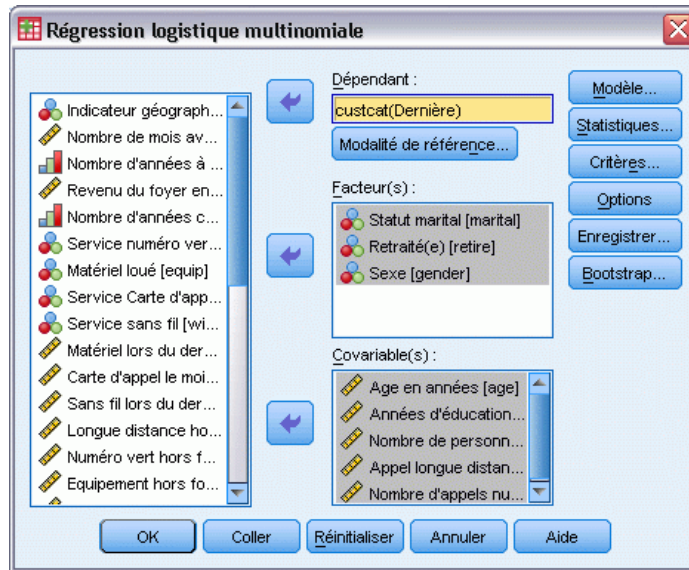 Régression logistique multinomiale
Indicateur géograph...
Nombre de mois av...
Nombre d'années à ...
Revenu du foyer en...
Nombre d'années c...
Service numéro ver...
Matériel loué [equip]
Service Carte d'app...
Service sans fil [wi...
Matériel lors du der...
Carte d'appel le moi...
Sans fil lors du der...
Longue distance ho...
Numéro vert hors f...
Equipement hors fo...
Dépendant :
custcat(Dernière)
Modalité de référence...
Facteur(s) :
Statut marital [marital]
Retraité(e) [retire]
Sexe [gender]
Covariable(s) :
Age en années [age]
Années d'éducation...
Nombre de personn...
Appel longue distan...
Nombre d'appels nu...
Modèle...
Statistiques...
Critères...
Options
Enregistrer...
Bootstrap...
OK
Coller
Réinitialiser
Annuler
Aide